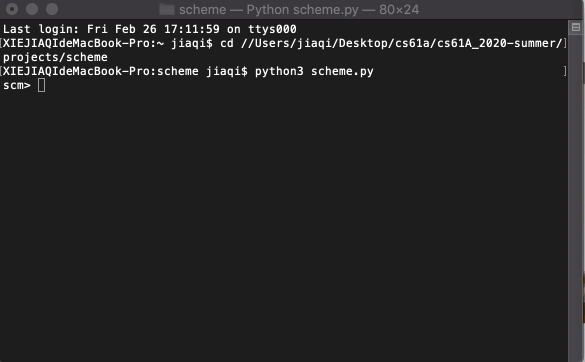 scheme — Python scheme.py — 80×24
Last login: Fri Feb 26 17:11:59 on ttys000
[XIEJIAQIdeMacBook-Pro:~ jiaqi$ cd //Users/jiaqi/Desktop/cs61a/cs61A_2020-summer/]
projects/scheme
[XIEJIAQIdeMacBook-Pro:scheme jiaqi$ python3 scheme.py ]
scm>